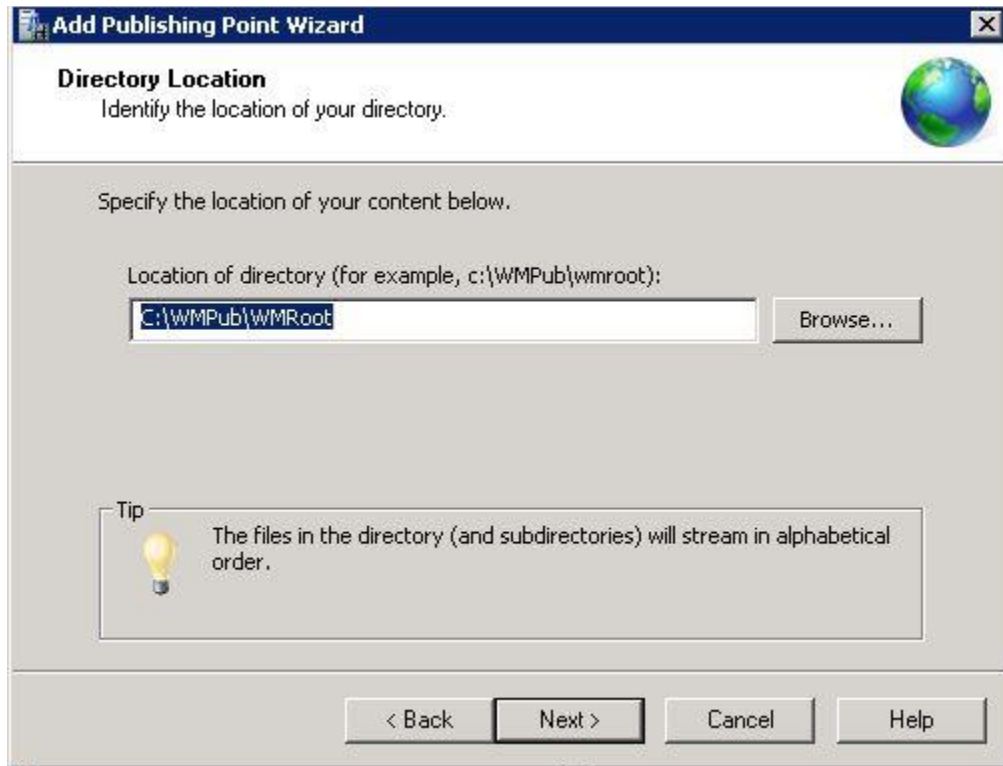 Add Publishing Point Wizard
Directory Location
Identify the location of your directory.
Specify the location of your content below.
Location of directory (for example, c:\WMPub\wmroot):
C:\WMPub\WMRoot
Browse...
Tip
The files in the directory (and subdirectories) will stream in alphabetical
order.
< Back
Next >
Cancel
Help